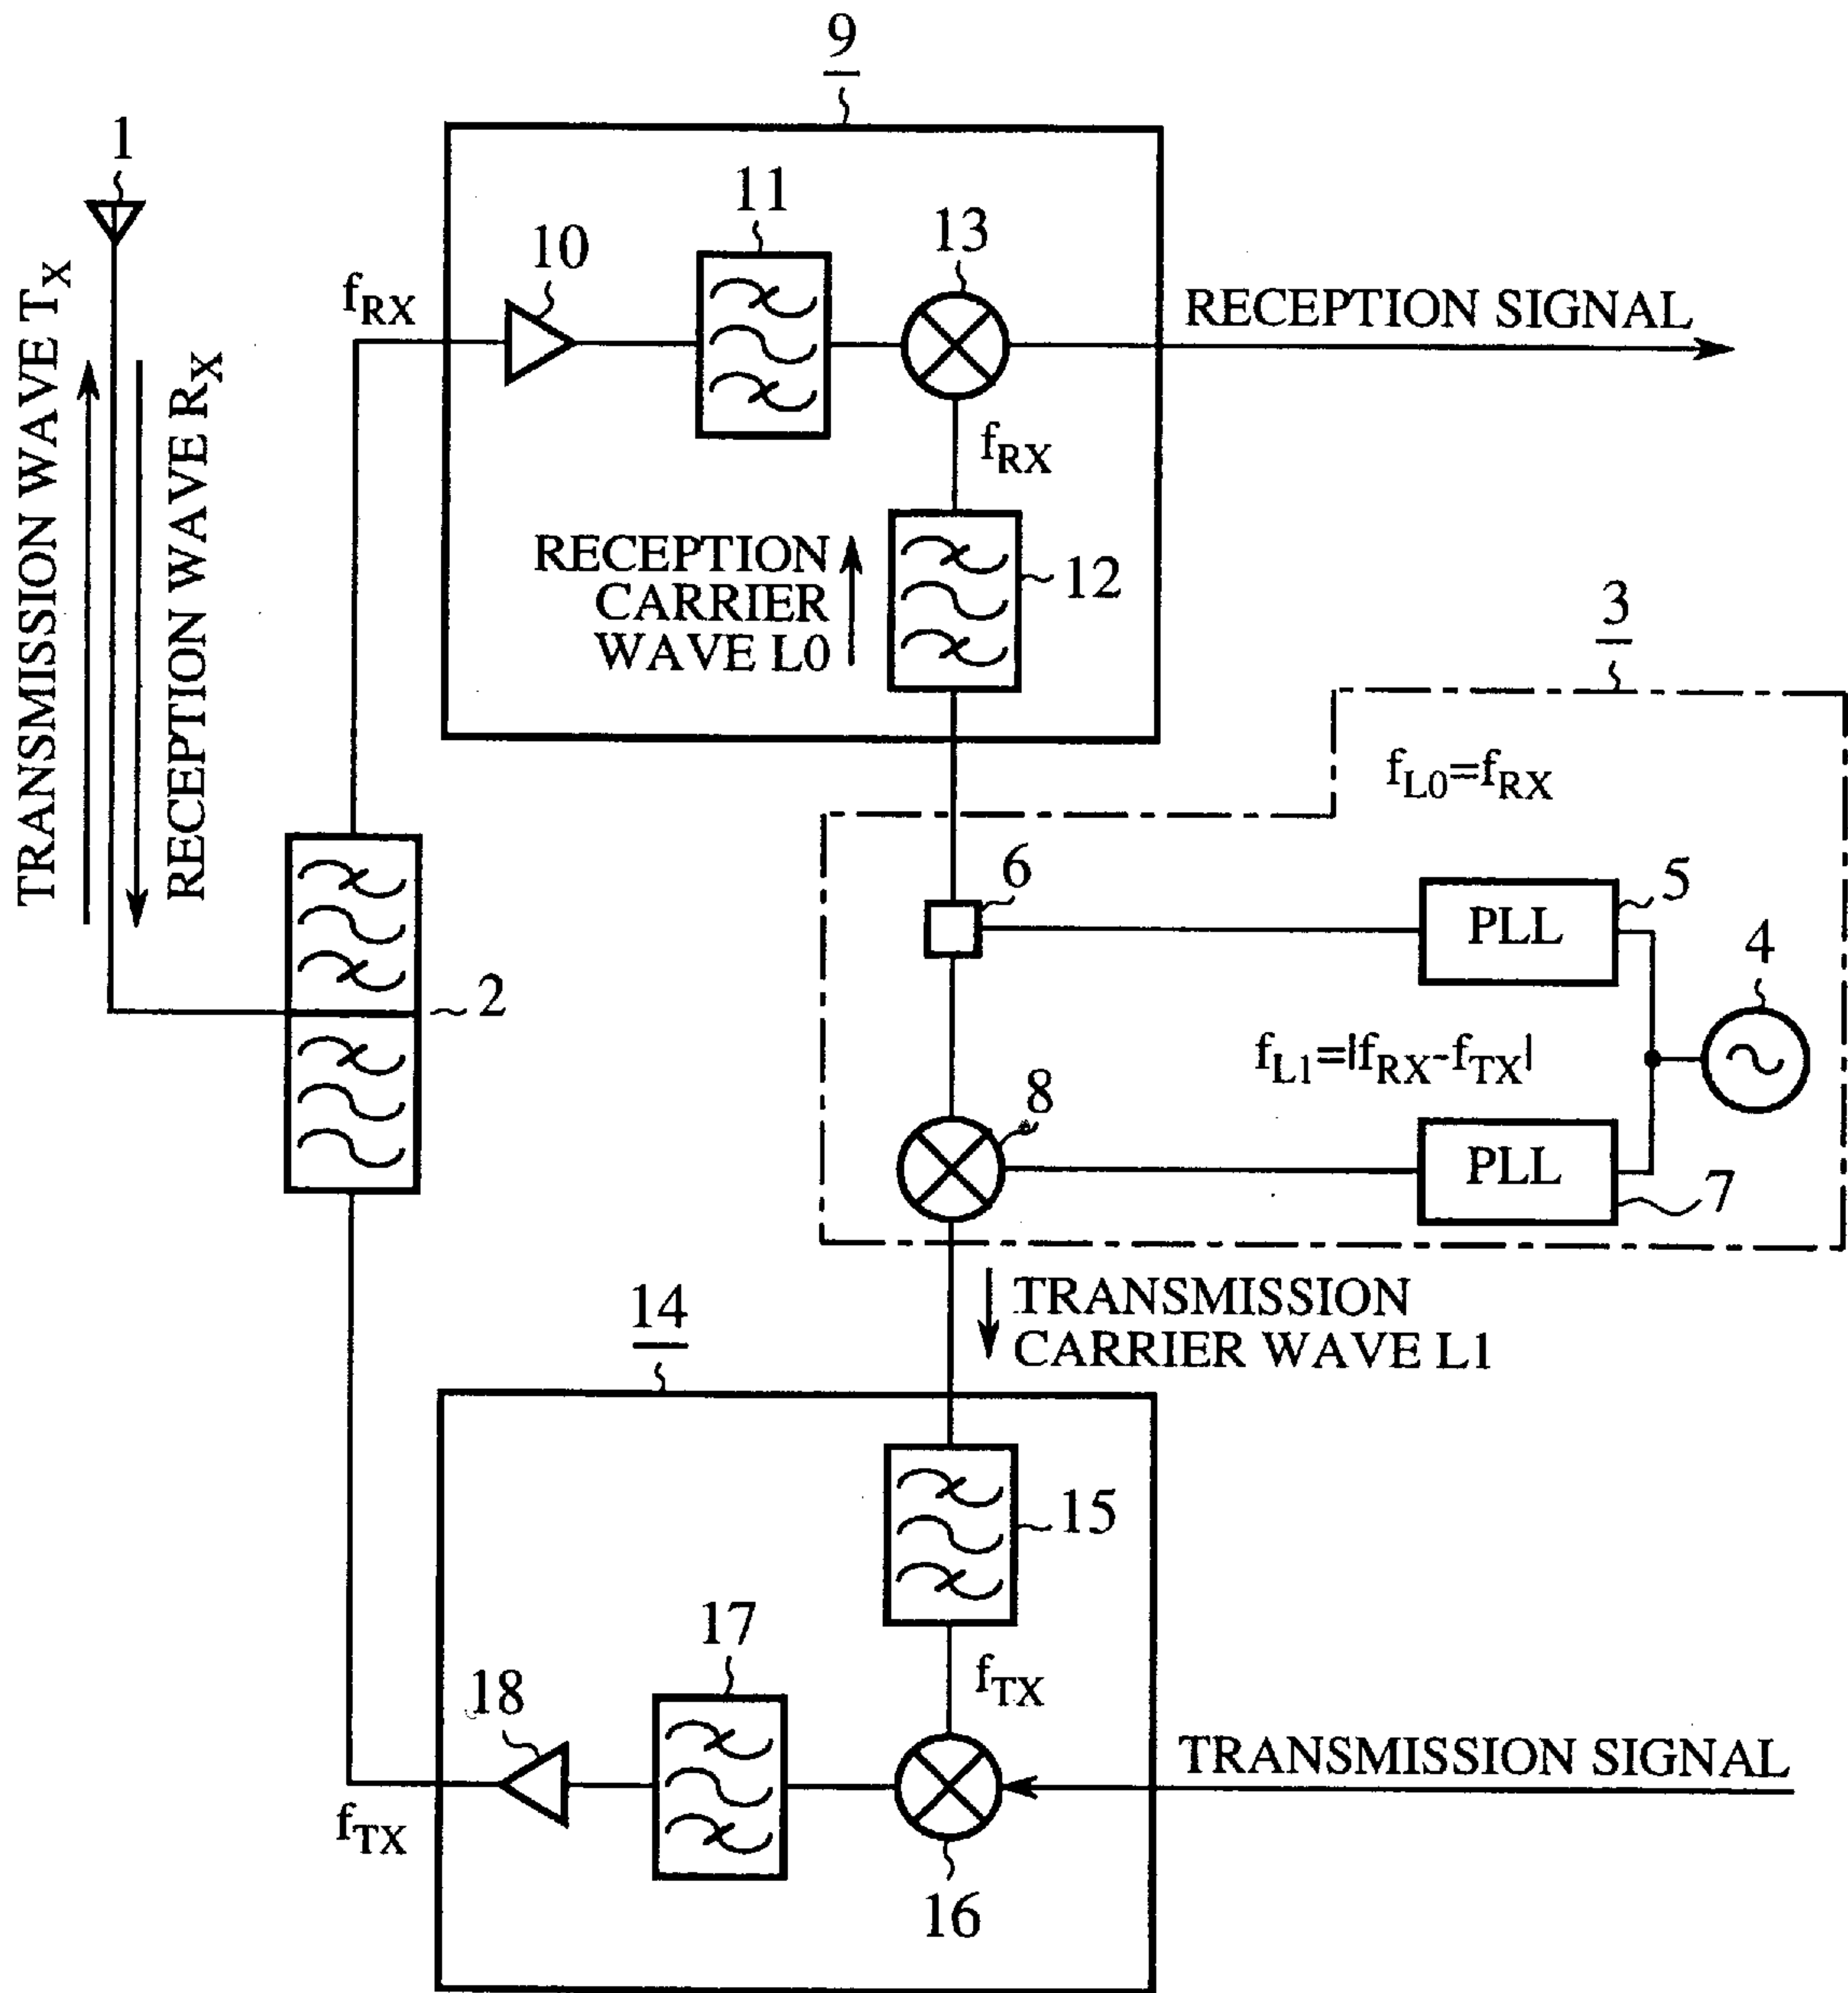 9
1
11
10
13
f_RX
RECEPTION SIGNAL
TRANSMISSION WAVE T_X
RECEPTION WAVE R_X
f_RX
RECEPTION
CARRIER
WAVE L0
12
3
f_L0=f_RX
6
5
PLL
4
2
f_L1=|f_RX-f_TX|
8
PLL
7
TRANSMISSION
CARRIER WAVE L1
14
15
17
f_TX
18
TRANSMISSION SIGNAL
f_TX
16